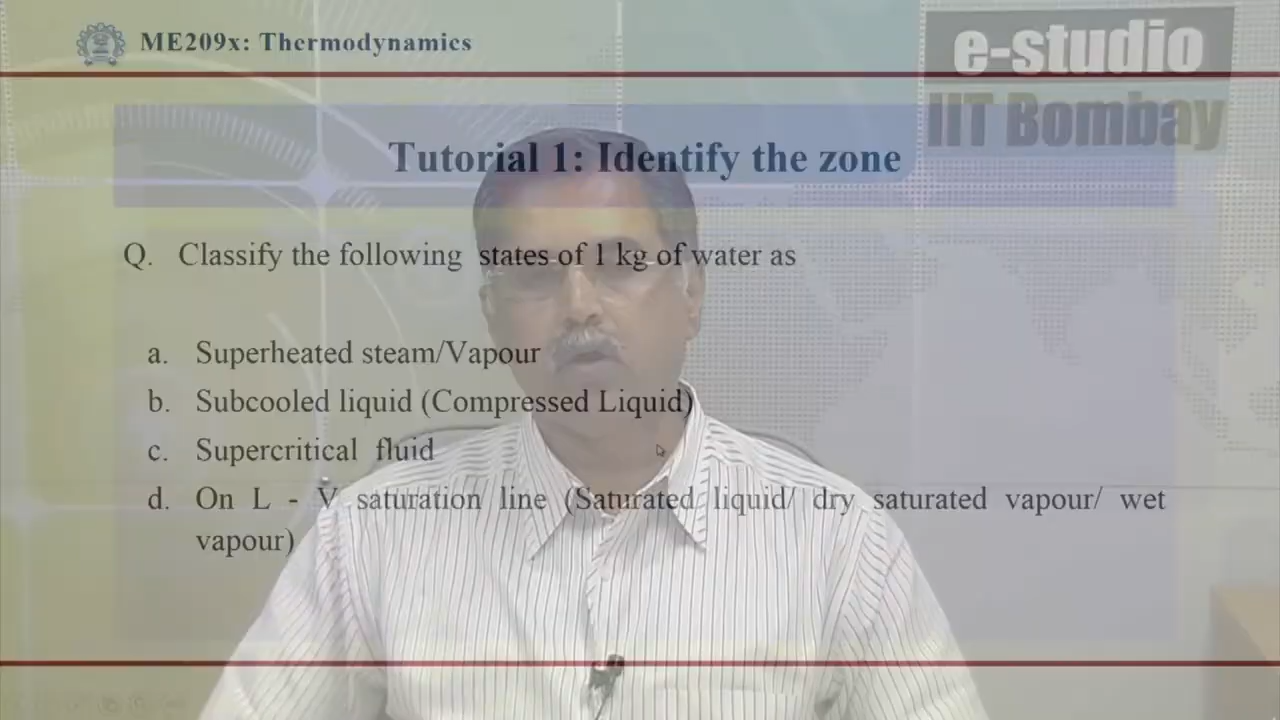 ME209x: Thermodynamics
e-studio
IIT Bombay
Tutorial 1: Identify the zone
Q. Classify the following states of 1 kg of water as
a. Superheated steam/Vapour
b. Subcooled liquid (Compressed Liquid)
c. Supercritical fluid
d. On L - V saturation line (Saturated liquid/ dry saturated vapour/ wet
vapour)